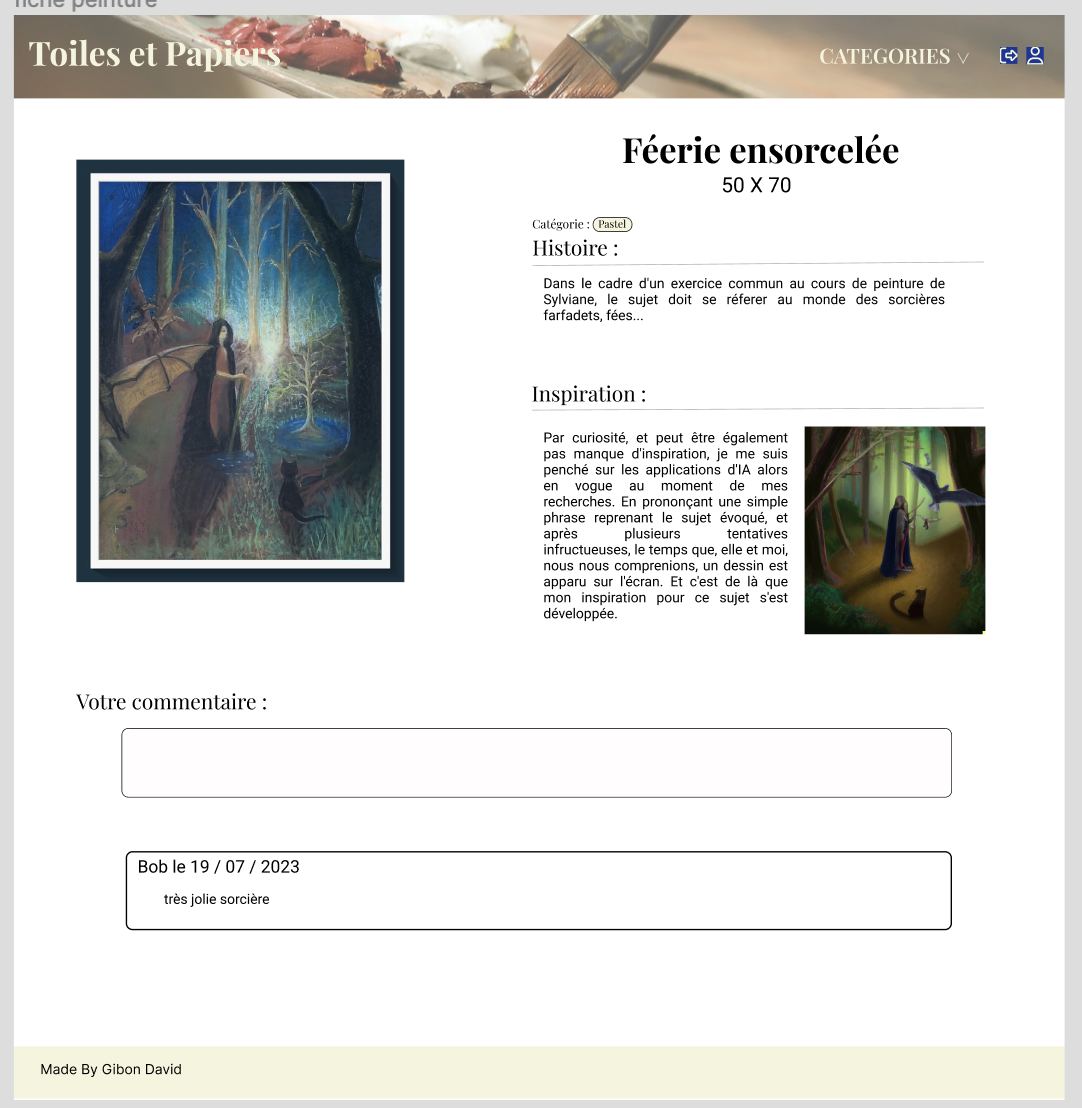 fiche peinture
Toiles et Papiers
CATEGORIES
Féerie ensorcelée
50 X 70
Catégorie : Pastel
Histoire :
Dans le cadre d'un exercice commun au cours de peinture de
Sylviane, le sujet doit se réferer au monde des sorcières
farfadets, fées...
Inspiration :
Par curiosité, et peut être également
pas manque d'inspiration, je me suis
penché sur les applications d'IA alors
en vogue au moment de mes
recherches. En prononçant une simple
phrase reprenant le sujet évoqué, et
après plusieurs tentatives
infructueuses, le temps que, elle et moi,
nous nous comprenions, un dessin est
apparu sur l'écran. Et c'est de là que
mon inspiration pour ce sujet s'est
développée.
Votre commentaire :
Bob le 19 / 07 / 2023
très jolie sorcière
Made By Gibon David